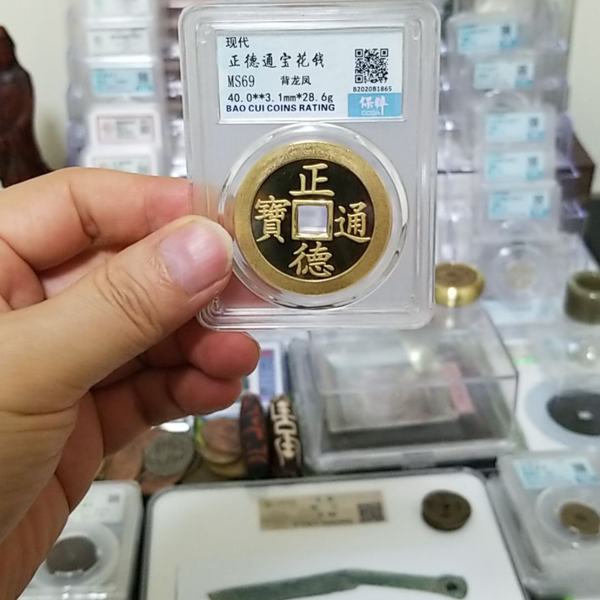 现代
正德通宝花钱
MS69 背龙凤
40.0**3.1mm*28.6g
BAO CUI COINS RATING
B2020B1865
保粹
正德通寶